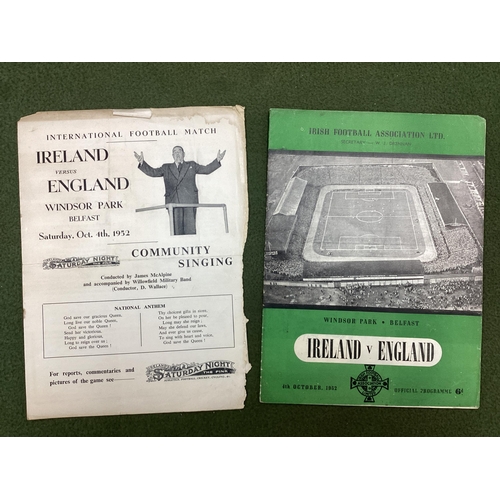 INTERNATIONAL FOOTBALL MATCH
IRELAND
VERSUS
ENGLAND
WINDSOR PARK
BELFAST
Saturday, Oct. 4th, 1952
SATURDAY NIGHT
COMMUNITY
SINGING
Conducted by James McAlpine
and accompanied by Willowfield Military Band
(Conductor, D. Wallace)
NATIONAL ANTHEM
God save our gracious Queen,
Long live our noble Queen,
God save the Queen !
Send her victorious,
Happy and glorious,
Long to reign over us ;
God save the Queen !
Thy choicest gifts in store,
On her be pleased to pour,
Long may she reign ;
May she defend our laws,
And ever give us cause,
To sing with heart and voice,
God save the Queen !
For reports, commentaries and
pictures of the game see
SATURDAY NIGHT
THE PINK
IRISH FOOTBALL ASSOCIATION LTD.
SECRETARY
WINDSOR PARK • BELFAST
IRELAND v ENGLAND
4th OCTOBER, 1952
OFFICIAL PROGRAMME 6d